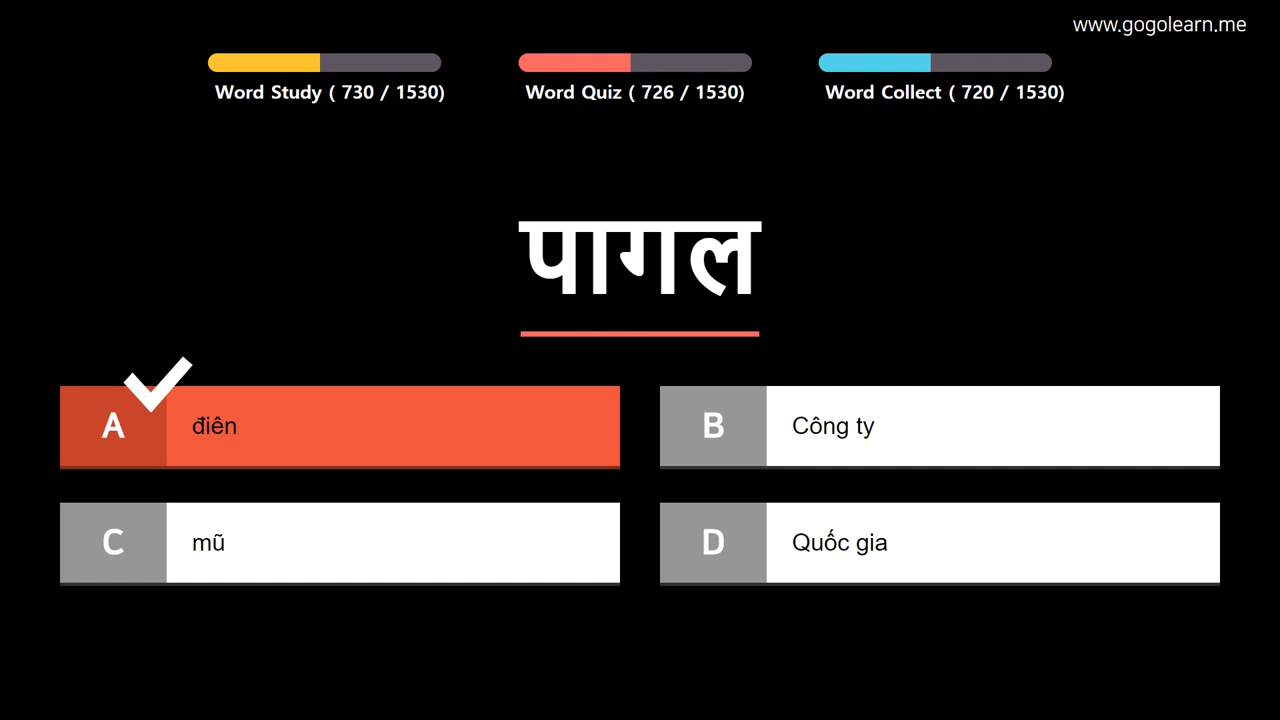 www.gogolearn.me
Word Study ( 730 / 1530)
Word Quiz ( 726 / 1530)
Word Collect ( 720 / 1530)
पागल
A điên
B Công ty
C mũ
D Quốc gia